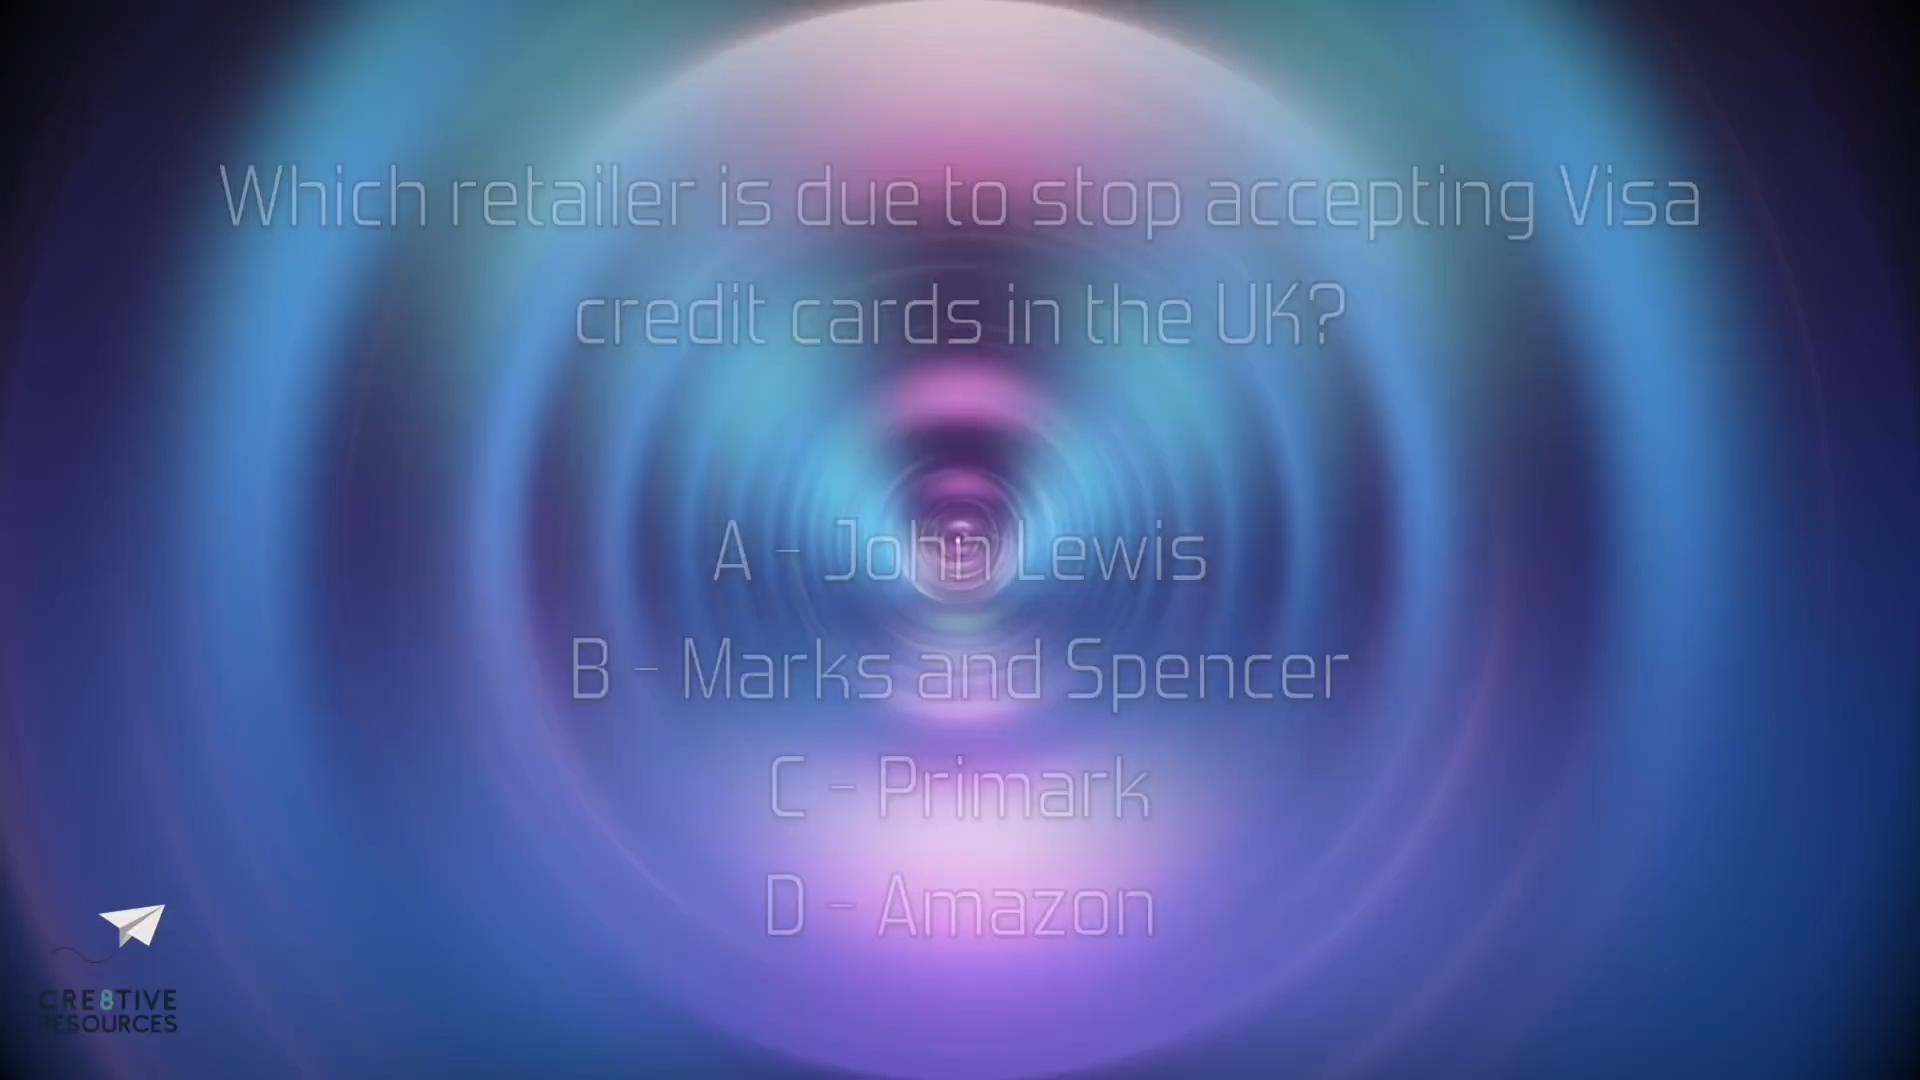 Which retailer is due to stop accepting Visa
credit cards in the UK?
A - John Lewis
B - Marks and Spencer
C - Primark
D - Amazon
CRE8TIVE
RESOURCES